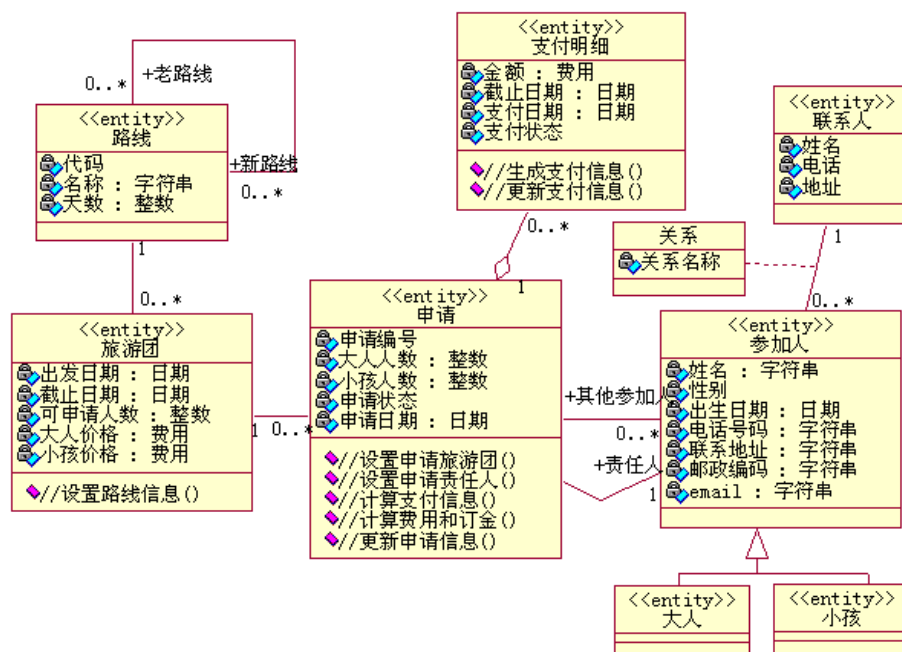 <<entity>>
支付明细
金额 : 费用
截止日期 : 日期
支付日期 : 日期
支付状态
//生成支付信息()
//更新支付信息()
0..*
+老路线
0..*
<<entity>>
路线
代码
名称 : 字符串
天数 : 整数
+新路线
0..*
<<entity>>
联系人
姓名
电话
地址
1
关系
关系名称
0..*
1
0..*
1
<<entity>>
旅游团
出发日期 : 日期
截止日期 : 日期
可申请人数 : 整数
大人价格 : 费用
小孩价格 : 费用
//设置路线信息()
1
0..*
<<entity>>
申请
申请编号
大人人数 : 整数
小孩人数 : 整数
申请状态
申请日期 : 日期
//设置申请旅游团()
//设置申请责任人()
//计算支付信息()
//计算费用和订金()
//更新申请信息()
+其他参加人
0..*
+责任人
1
<<entity>>
参加人
姓名 : 字符串
性别
出生日期 : 日期
电话号码 : 字符串
联系地址 : 字符串
邮政编码 : 字符串
email : 字符串
<<entity>>
大人
<<entity>>
小孩